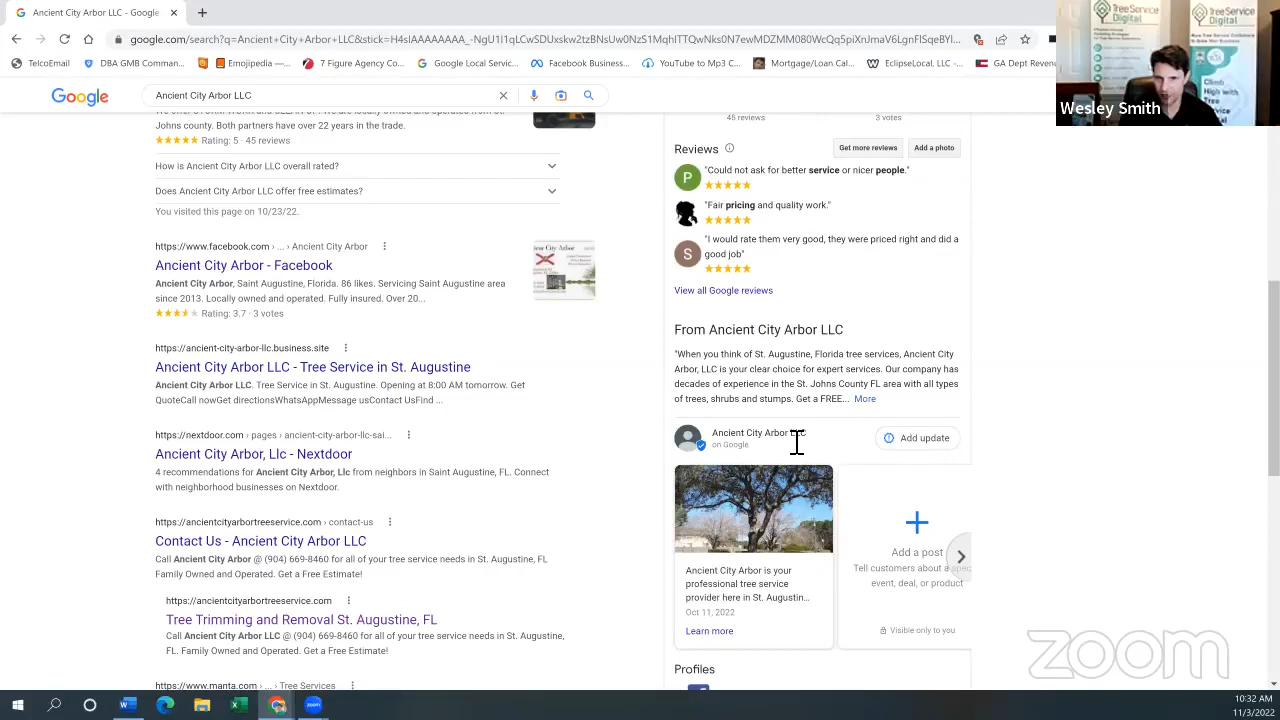 Ancient City Arbor LLC - Google
google.com/search?q=Ancient+City+Arbor+LLC
TelcoEmail
DBA GMB Common...
7 Figure Agency Co...
Facebook Business...
YouTube to Mp3 C...
Mortgage/Loan Ca...
EclipseLocal, LLC -...
GA Dept Revenu
TreeService
Digital
TreeService
Digital
Climb
High with
Tree
Wesley Smith
Google
Ancient City Arbor LLC
Johns county. Both partners have over 22 years in the trade.
Rating: 5 · 45 reviews
How is Ancient City Arbor LLC overall rated?
Does Ancient City Arbor LLC offer free estimates?
You visited this page on 10/23/22.
https://www.facebook.com › ... › Ancient City Arbor
Ancient City Arbor - Facebook
Ancient City Arbor, Saint Augustine, Florida. 86 likes. Servicing Saint Augustine area
since 2013. Locally owned and operated. Fully insured. Over 20...
Rating: 3.7 · 3 votes
https://ancient-city-arbor-llc.business.site
Ancient City Arbor LLC - Tree Service in St. Augustine
Ancient City Arbor LLC. Tree Service in St. Augustine. Opening at 8:00 AM tomorrow. Get
QuoteCall nowGet directionsWhatsAppMessage usContact UsFind ...
https://nextdoor.com › pages › ancient-city-arbor-llc-sai...
Ancient City Arbor, Llc - Nextdoor
4 recommendations for Ancient City Arbor, Llc from neighbors in Saint Augustine, FL. Connect
with neighborhood businesses on Nextdoor.
https://ancientcityarbortreeservice.com › contact-us
Contact Us - Ancient City Arbor LLC
Call Ancient City Arbor @ (904) 669-8460 for all of your tree service needs in St. Augustine, FL
Family Owned and Operated. Get a Free Estimate!
https://ancientcityarbortreeservice.com
Tree Trimming and Removal St. Augustine, FL
Call Ancient City Arbor LLC @ (904) 669-8460 for all of your tree service needs in St. Augustine,
FL. Family Owned and Operated. Get a Free Estimate!
https://www.manta.com › ... › Tree Services
45 reviews
3 votes
Reviews
Get more reviews
Add a photo
P
"Could not ask for better service or nicer people."
"Fair pricing and quality work."
S
"I would rate them very good, they were priced right and did a
good job"
View all Google reviews
From Ancient City Arbor LLC
"When you think of St. Augustine, Florida tree services, Ancient City
Arbor, LLC is your clear choice for expert services. Our company has
decades of experience in the St. Johns County FL area with all types
of trees, shrubs and stumps. Get a FREE... More
Ancient City Arbor LLC
on Google
Add update
Ancient City Arbor is your
professional tree service
provider here in St. Augustin...
Oct 11, 2022
Learn more
Add a post
Tell customers about a spec
event, deal, or product
Visible only to you
Profiles
zoom
zoom
10:32 AM
11/3/2022